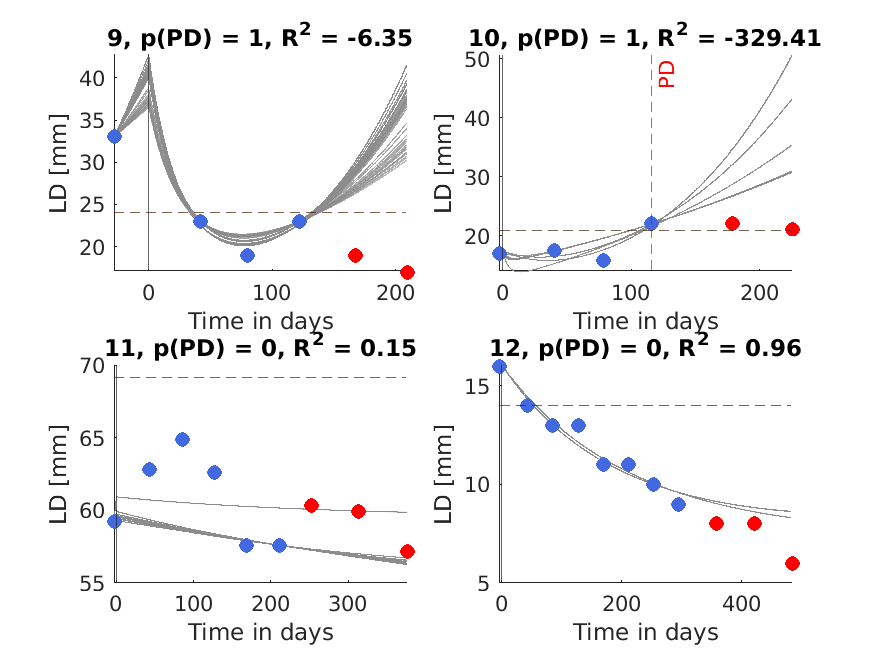 9, p(PD) = 1, R² = -6.35
LD [mm]
40
35
30
25
20
0
100
200
Time in days
10, p(PD) = 1, R² = -329.41
PD
LD [mm]
50
40
30
20
0
100
200
Time in days
11, p(PD) = 0, R² = 0.15
LD [mm]
70
65
60
55
0
100
200
300
Time in days
12, p(PD) = 0, R² = 0.96
LD [mm]
15
10
5
0
200
400
Time in days